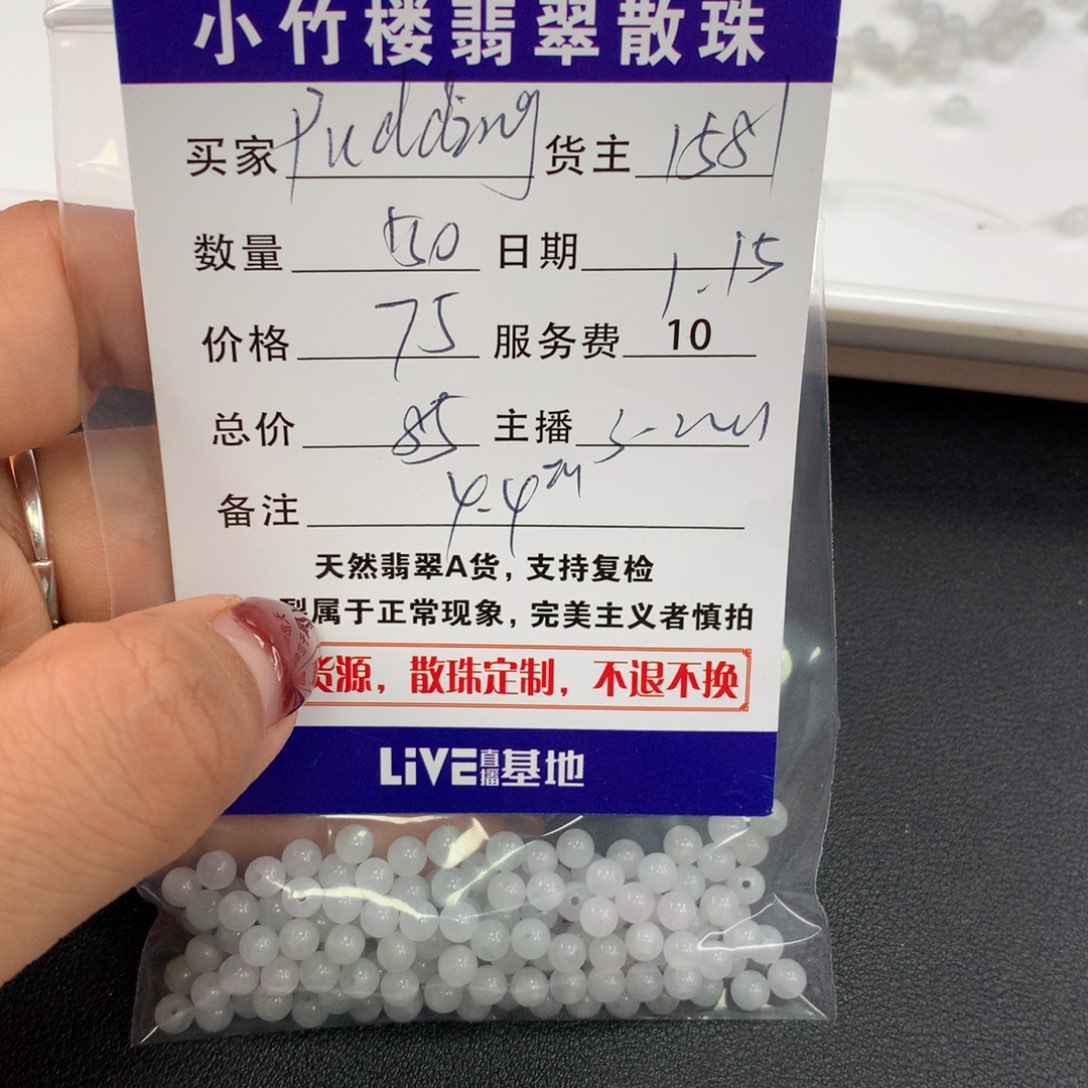 小竹楼翡翠散珠
买家 Pudding 货主 1581
数量 150 日期 1.15
价格 75 服务费 10
总价 85 主播
备注 4.4
天然翡翠A货，支持复检
裂属于正常现象，完美主义者慎拍
货源，散珠定制，不退不换
LiVE直播基地